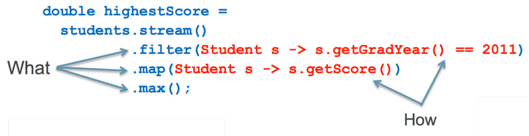 double highestScore =
students.stream()
.filter(Student s -> s.getGradYear() == 2011)
What
.map(Student s -> s.getScore())
.max();
How